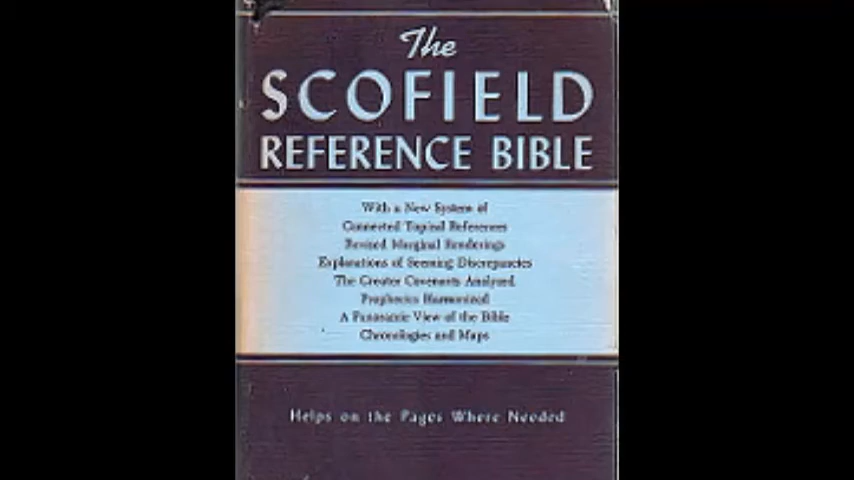 The
SCOFIELD
REFERENCE BIBLE
With a New System of
Connected Topical References
Revised Marginal Renderings
Explanations of Seeming Discrepancies
The Greater Covenants Analyzed
Prophecies Harmonized
A Panoramic View of the Bible
Chronologies and Maps
Helps on the Pages Where Needed